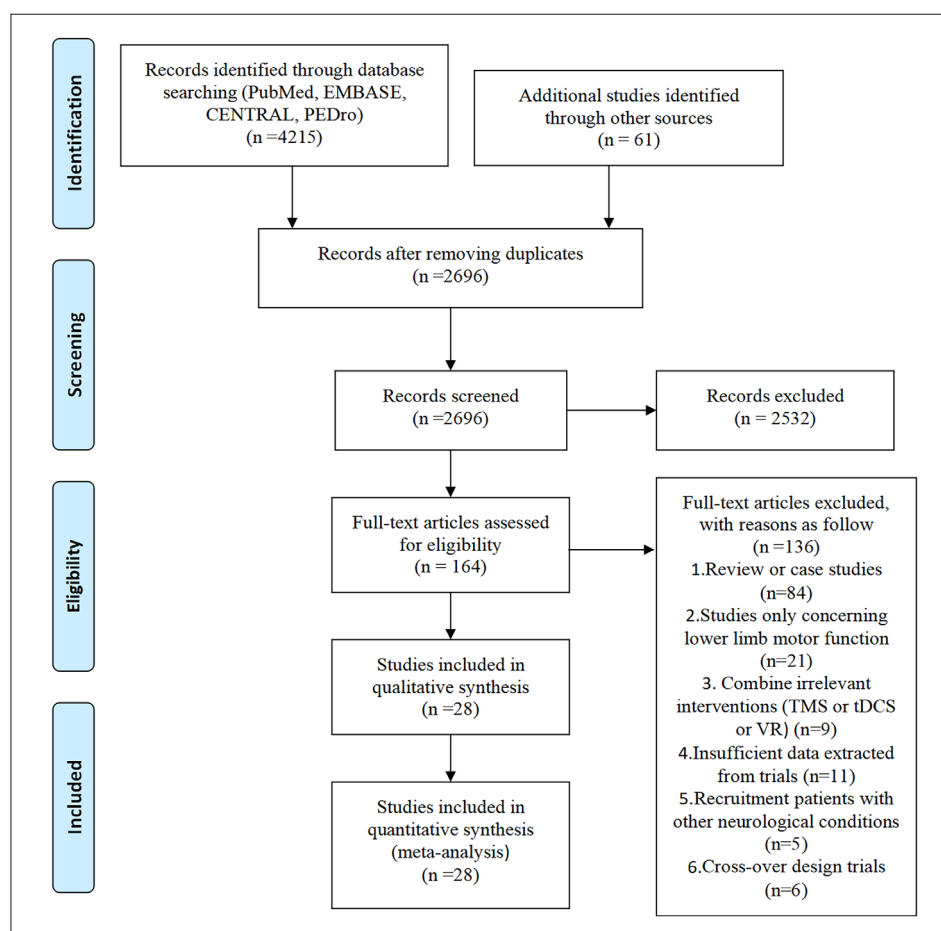 Identification
Records identified through database
searching (PubMed, EMBASE,
CENTRAL, PEDro)
(n =4215)
Additional studies identified
through other sources
(n = 61)
Records after removing duplicates
(n =2696)
Screening
Records screened
(n =2696)
Records excluded
(n = 2532)
Eligibility
Full-text articles assessed
for eligibility
(n = 164)
Full-text articles excluded,
with reasons as follow
(n =136)
1.Review or case studies
(n=84)
2.Studies only concerning
lower limb motor function
(n=21)
3. Combine irrelevant
interventions (TMS or tDCS
or VR) (n=9)
4.Insufficient data extracted
from trials (n=11)
5.Recruitment patients with
other neurological conditions
(n=5)
6.Cross-over design trials
(n=6)
Studies included in
qualitative synthesis
(n =28)
Included
Studies included in
quantitative synthesis
(meta-analysis)
(n =28)